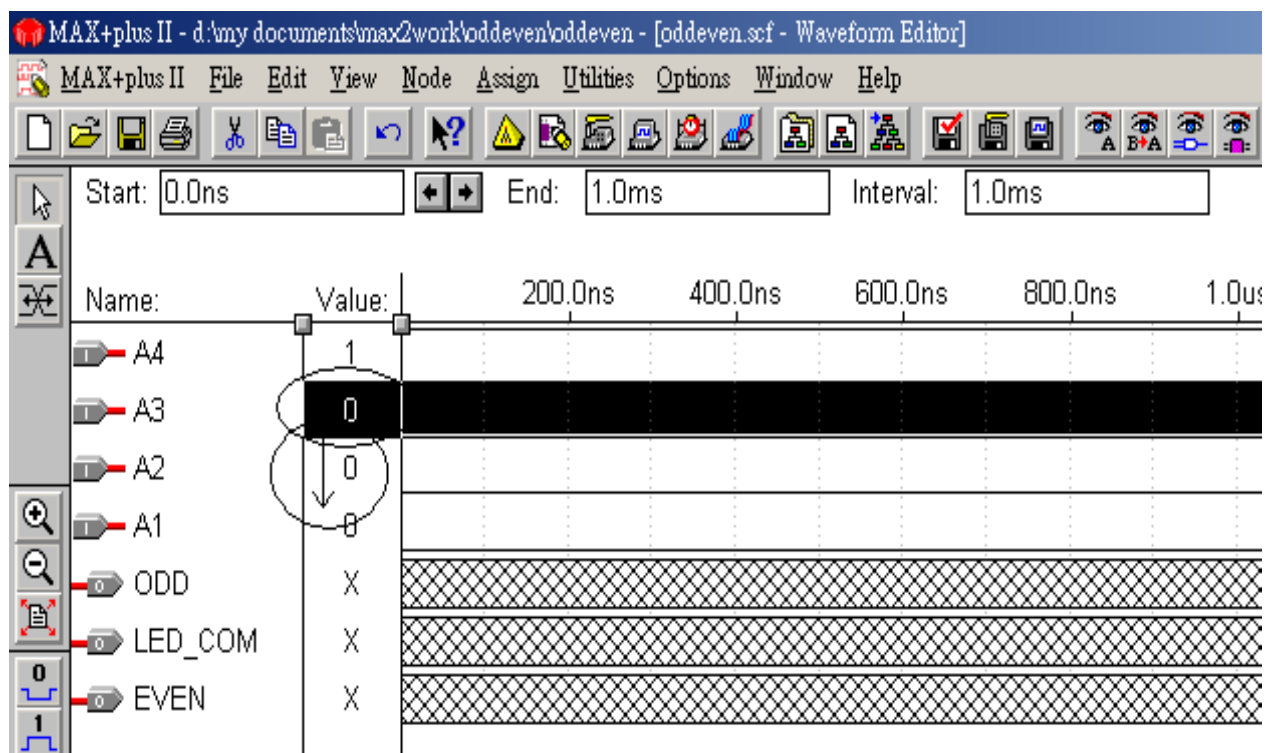 MAX+plus II - d:\my documents\max2work\oddeven\oddeven - [oddeven.scf - Waveform Editor]
MAX+plus II File Edit View Node Assign Utilities Options Window Help
A B+A
Start: 0.0ns End: 1.0ms Interval: 1.0ms
A
Name: Value: 200.0ns 400.0ns 600.0ns 800.0ns 1.0us
I A4 1
I A3 0
I A2 0
I A1 0
O ODD X
O LED_COM X
O EVEN X
0
1